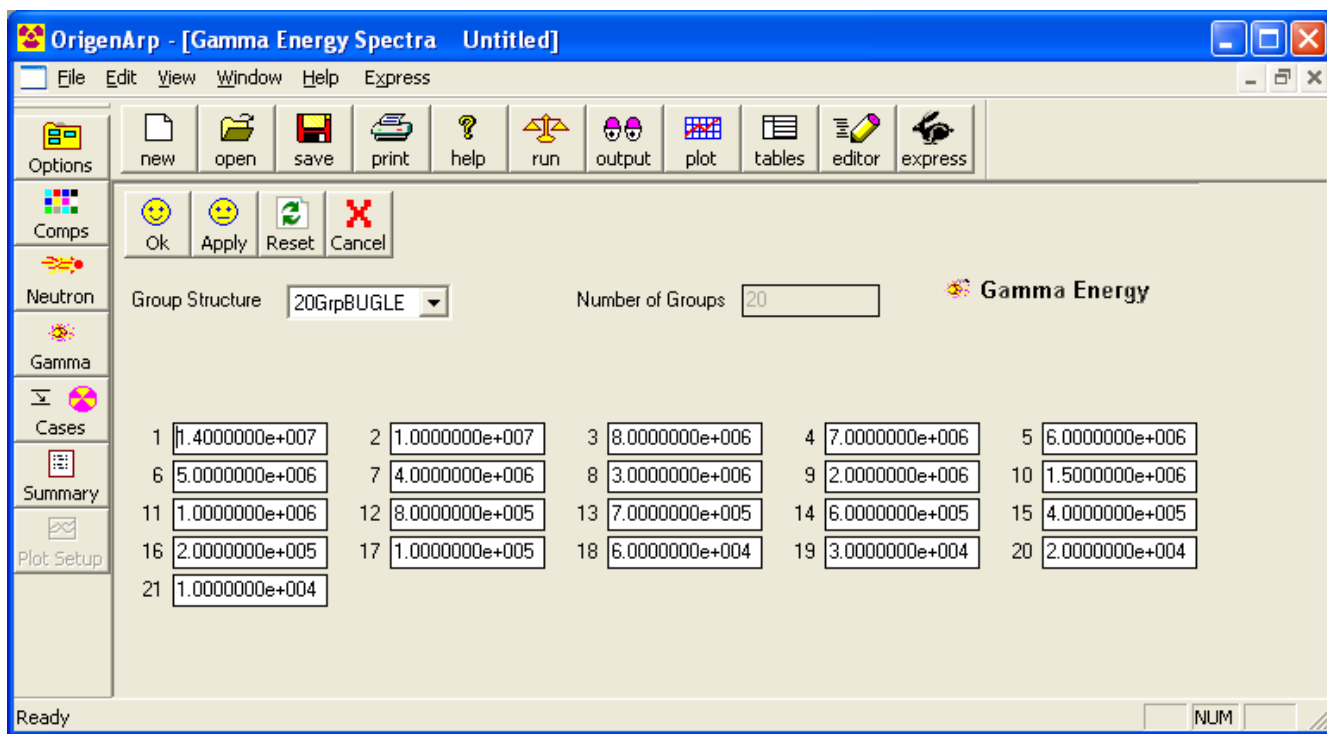 OrigenArp - [Gamma Energy Spectra Untitled]
File Edit View Window Help Express
Options
new open save print help run output plot tables editor express
Comps
Ok Apply Reset Cancel
Neutron
Group Structure 20GrpBUGLE Number of Groups 20 Gamma Energy
Gamma
Cases
1 1.4000000e+007 2 1.0000000e+007 3 8.0000000e+006 4 7.0000000e+006 5 6.0000000e+006
6 5.0000000e+006 7 4.0000000e+006 8 3.0000000e+006 9 2.0000000e+006 10 1.5000000e+006
Summary
11 1.0000000e+006 12 8.0000000e+005 13 7.0000000e+005 14 6.0000000e+005 15 4.0000000e+005
16 2.0000000e+005 17 1.0000000e+005 18 6.0000000e+004 19 3.0000000e+004 20 2.0000000e+004
Plot Setup
21 1.0000000e+004
Ready NUM